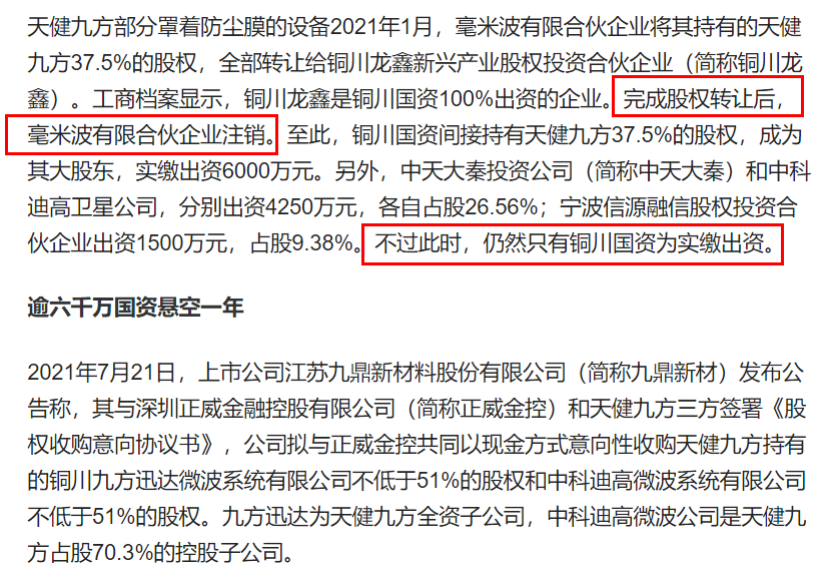 天健九方部分罩着防尘膜的设备2021年1月，毫米波有限合伙企业将其持有的天健
九方37.5%的股权，全部转让给铜川龙鑫新兴产业股权投资合伙企业（简称铜川龙
鑫）。工商档案显示，铜川龙鑫是铜川国资100%出资的企业。完成股权转让后，
毫米波有限合伙企业注销。至此，铜川国资间接持有天健九方37.5%的股权，成为
其大股东，实缴出资6000万元。另外，中天大秦投资公司（简称中天大秦）和中科
迪高卫星公司，分别出资4250万元，各自占股26.56%；宁波信源融信股权投资合
伙企业出资1500万元，占股9.38%。不过此时，仍然只有铜川国资为实缴出资。
逾六千万国资悬空一年
2021年7月21日，上市公司江苏九鼎新材料股份有限公司（简称九鼎新材）发布公
告称，其与深圳正威金融控股有限公司（简称正威金控）和天健九方三方签署《股
权收购意向协议书》，公司拟与正威金控共同以现金方式意向性收购天健九方持有
的铜川九方迅达微波系统有限公司不低于51%的股权和中科迪高微波系统有限公司
不低于51%的股权。九方迅达为天健九方全资子公司，中科迪高微波公司是天健九
方占股70.3%的控股子公司。